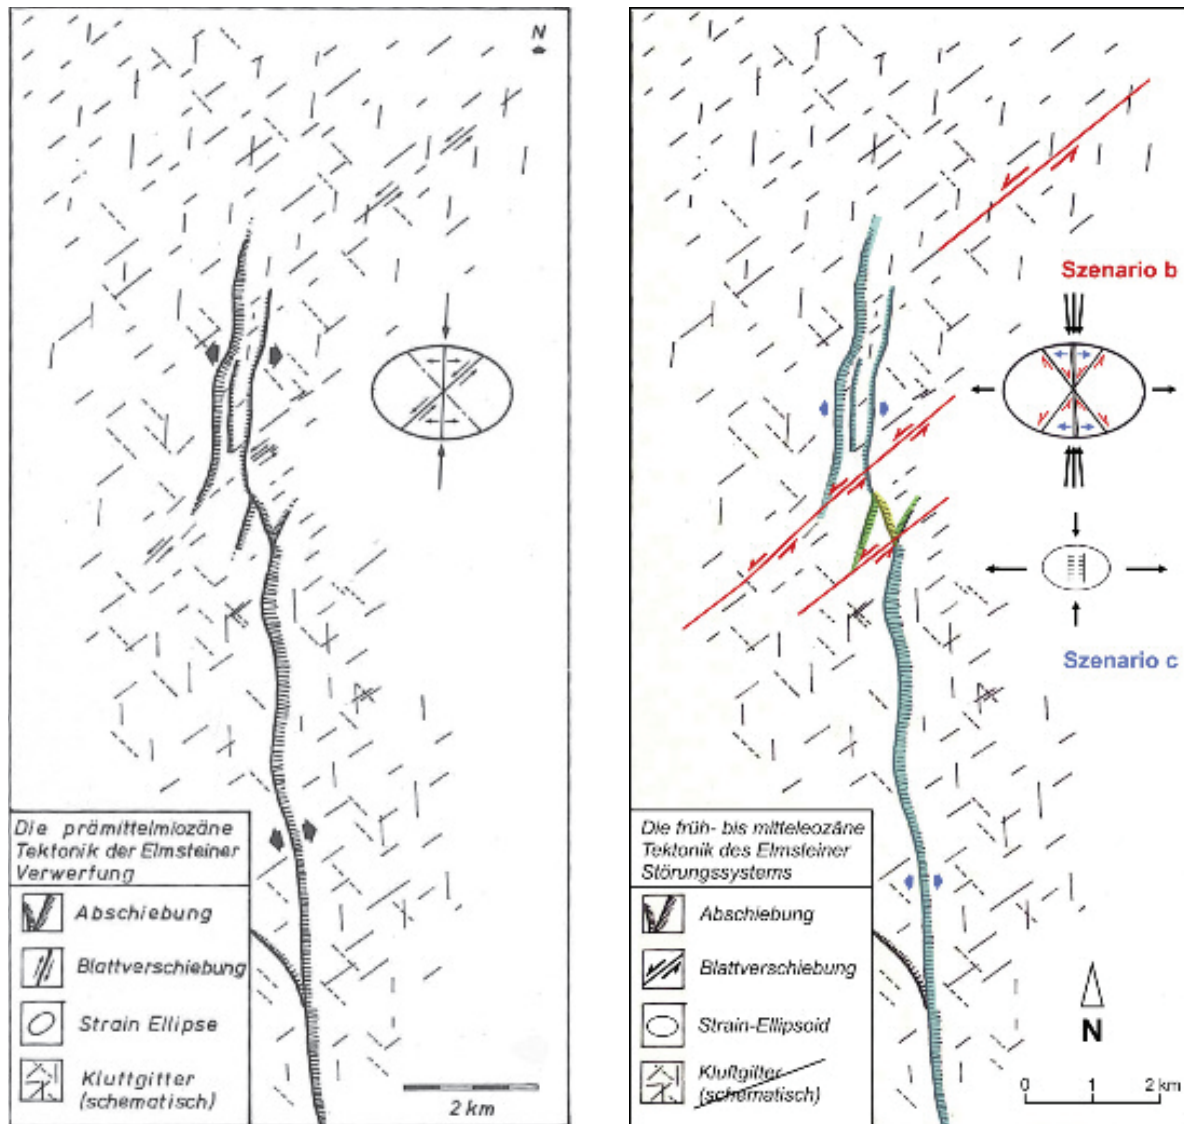 N
Die prämittelmiozäne
Tektonik der Elmsteiner
Verwerfung
Abschiebung
Blattverschiebung
Strain Ellipse
Kluftgitter
(schematisch)
2 km
Szenario b
Szenario c
Die früh- bis mitteleozäne
Tektonik des Elmsteiner
Störungssystems
Abschiebung
Blattverschiebung
Strain-Ellipsoid
Kluftgitter
(schematisch)
N
0 1 2 km